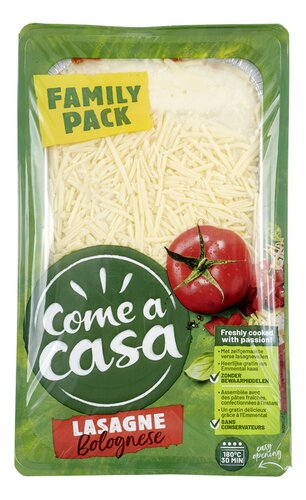 FAMILY
PACK
Come a
casa
LASAGNE
Bolognese
Freshly cooked
with passion!
- Met zelfgemaakte
verse lasagnevellen
- Heerlijke gratin van
Emmental kaas
ZONDER
BEWAARMIDDELEN
- Assemblée avec
des pâtes fraîches,
confectionnées à l'italienne
- Un gratin délicieux
grâce à l'Emmental
SANS
CONSERVATEURS
180°C
30 MIN
easy
opening